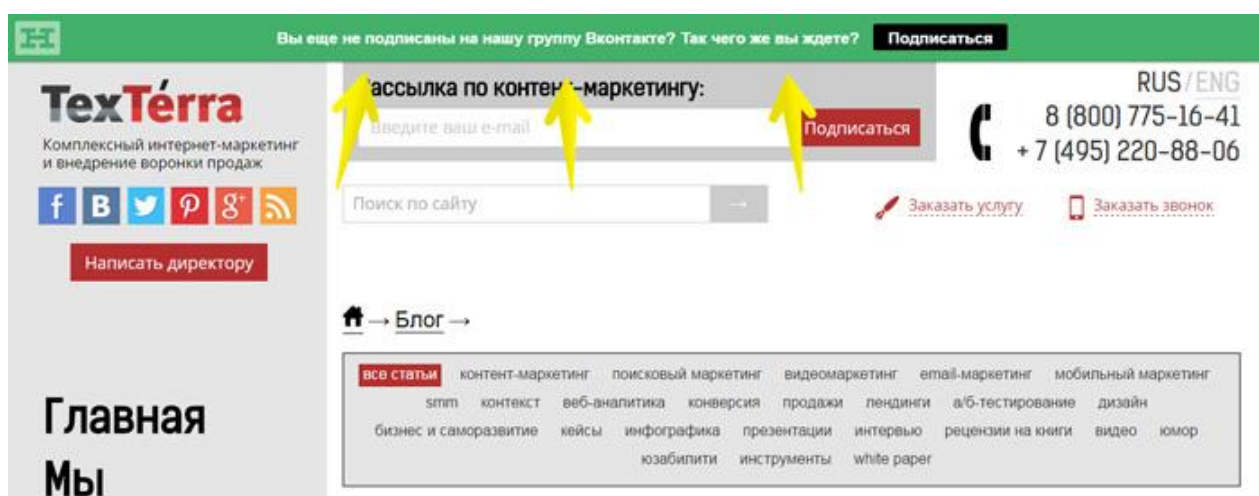 Вы еще не подписаны на нашу группу Вконтакте? Так чего же вы ждете? Подписаться
TexTérra
Комплексный интернет-маркетинг
и внедрение воронки продаж
f B P g+
Написать директору
Главная
Мы
Рассылка по контент-маркетингу:
Введите ваш e-mail Подписаться
RUS/ENG
8 (800) 775-16-41
+ 7 (495) 220-88-06
Поиск по сайту →
Заказать услугу Заказать звонок
→ Блог →
все статьи контент-маркетинг поисковый маркетинг видеомаркетинг email-маркетинг мобильный маркетинг
smm контекст веб-аналитика конверсия продажи лендинги а/б-тестирование дизайн
бизнес и саморазвитие кейсы инфографика презентации интервью рецензии на книги видео юмор
юзабилити инструменты white paper